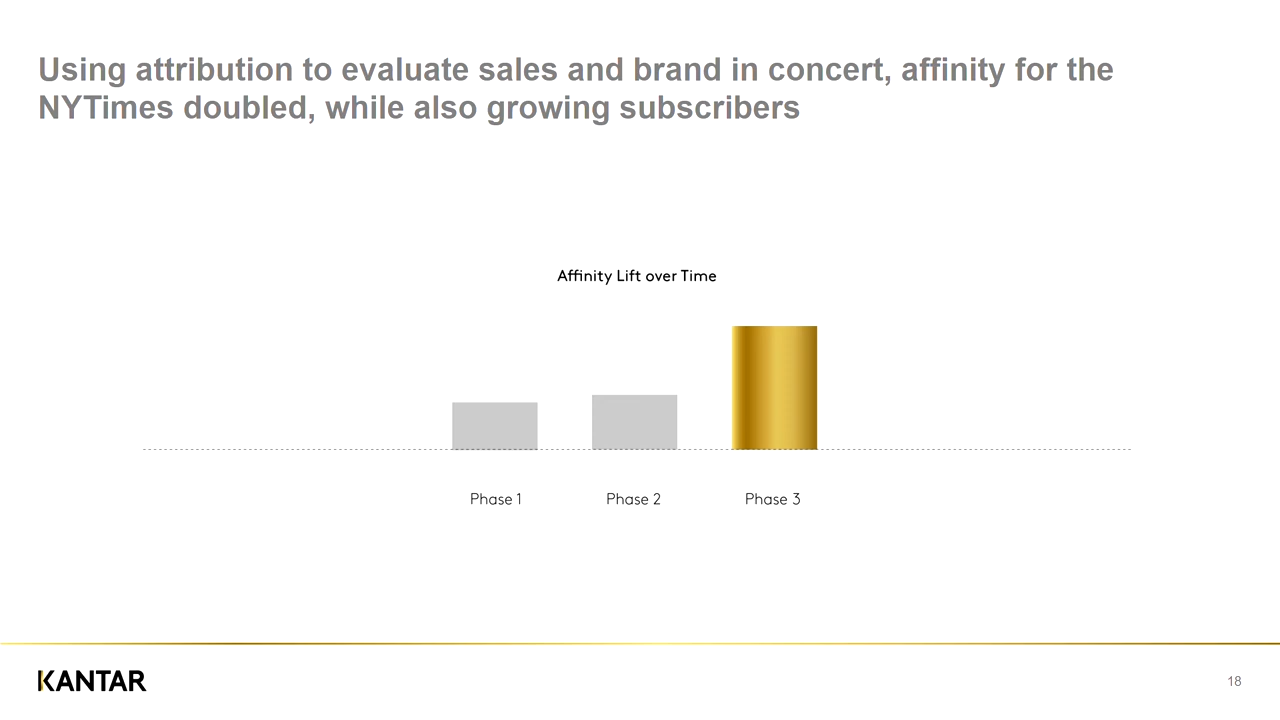 Using attribution to evaluate sales and brand in concert, affinity for the
NYTimes doubled, while also growing subscribers
Affinity Lift over Time
Phase 1 Phase 2 Phase 3
KANTAR
18